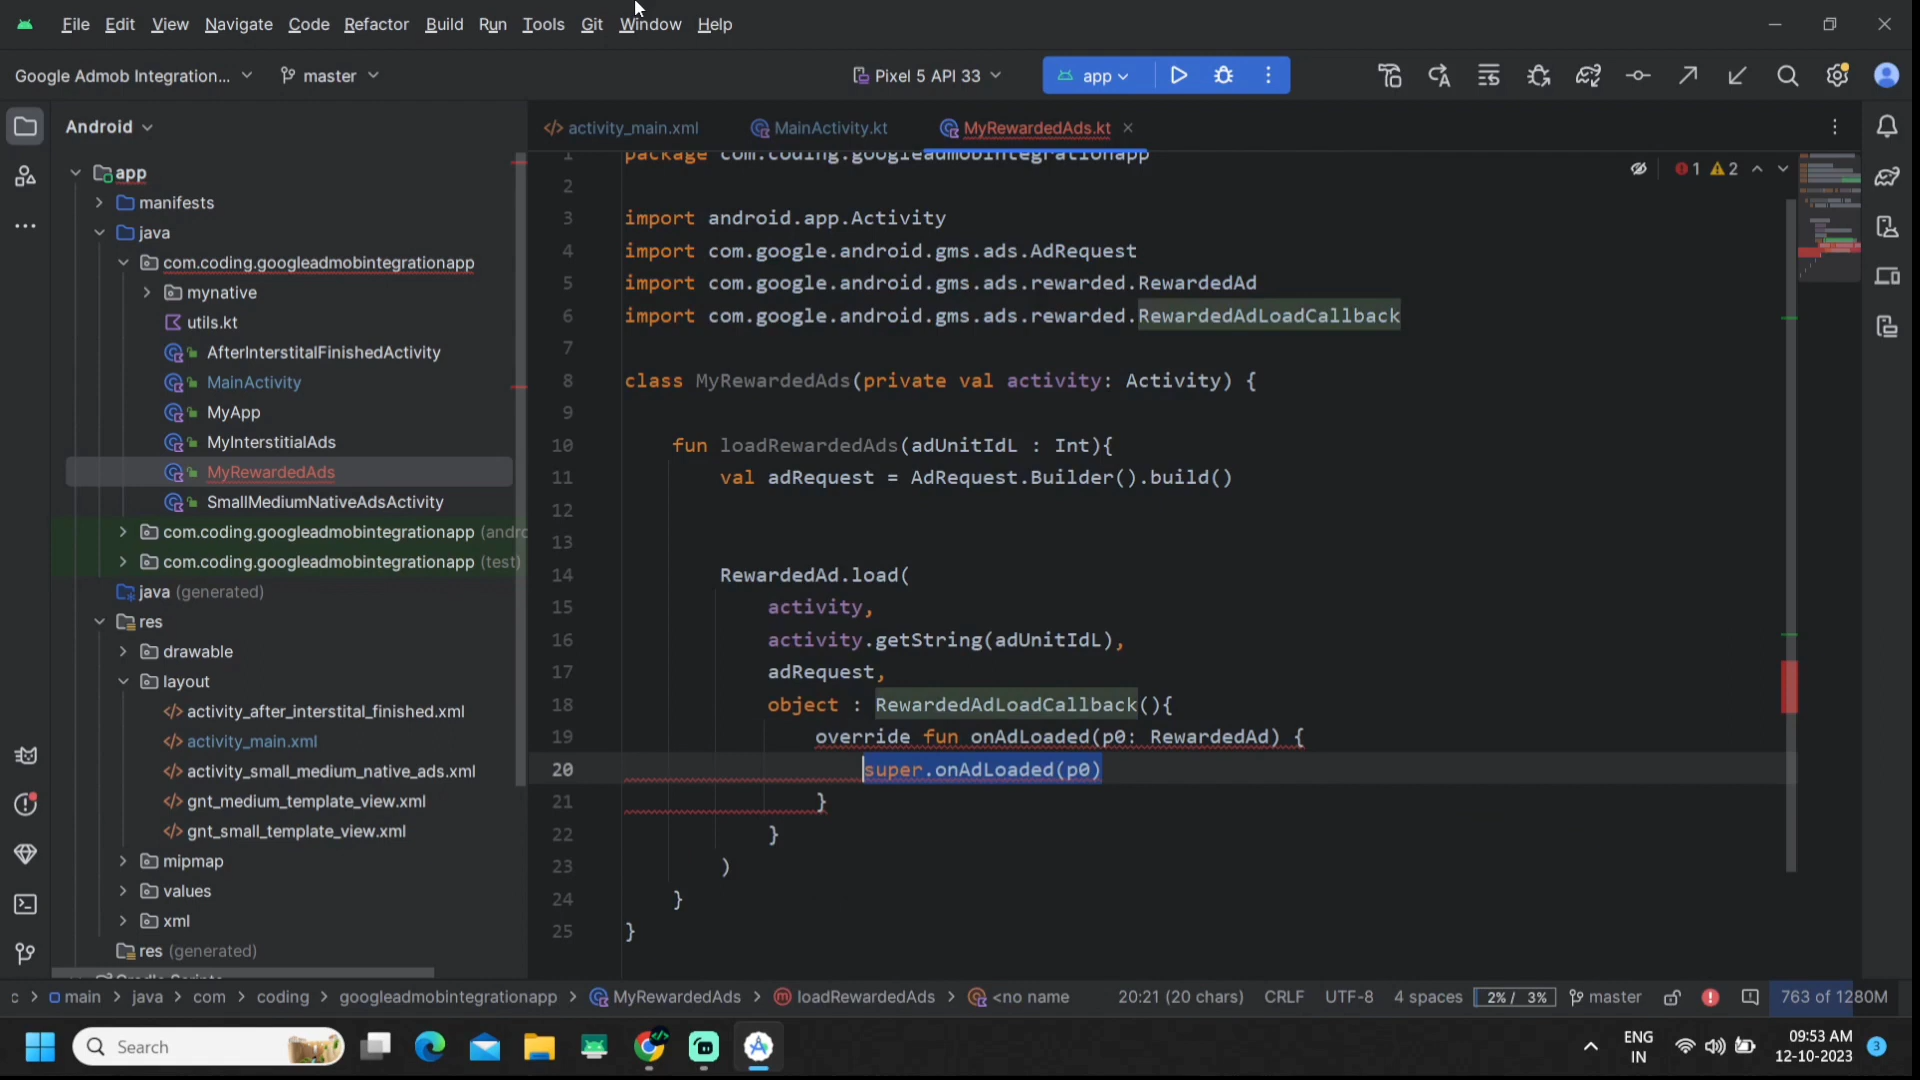 File Edit View Navigate Code Refactor Build Run Tools Git Window Help
Google Admob Integration... master Pixel 5 API 33 app
Android
app
manifests
java
com.coding.googleadmobintegrationapp
mynative
utils.kt
AfterInterstitalFinishedActivity
MainActivity
MyApp
MyInterstitialAds
MyRewardedAds
SmallMediumNativeAdsActivity
com.coding.googleadmobintegrationapp (andro
com.coding.googleadmobintegrationapp (test)
java (generated)
res
drawable
layout
activity_after_interstital_finished.xml
activity_main.xml
activity_small_medium_native_ads.xml
gnt_medium_template_view.xml
gnt_small_template_view.xml
mipmap
values
xml
res (generated)
activity_main.xml MainActivity.kt MyRewardedAds.kt
1 2
1 package com.coding.googleadmobintegrationapp
2
3 import android.app.Activity
4 import com.google.android.gms.ads.AdRequest
5 import com.google.android.gms.ads.rewarded.RewardedAd
6 import com.google.android.gms.ads.rewarded.RewardedAdLoadCallback
7
8 class MyRewardedAds(private val activity: Activity) {
9
10 fun loadRewardedAds(adUnitIdL : Int){
11 val adRequest = AdRequest.Builder().build()
12
13
14 RewardedAd.load(
15 activity,
16 activity.getString(adUnitIdL),
17 adRequest,
18 object : RewardedAdLoadCallback(){
19 override fun onAdLoaded(p0: RewardedAd) {
20 super.onAdLoaded(p0)
21 }
22 }
23 )
24 }
25 }
c > main > java > com > coding > googleadmobintegrationapp > MyRewardedAds > loadRewardedAds > <no name 20:21 (20 chars) CRLF UTF-8 4 spaces 2% / 3% master 763 of 1280M
Search
ENG
IN
09:53 AM
12-10-2023
3